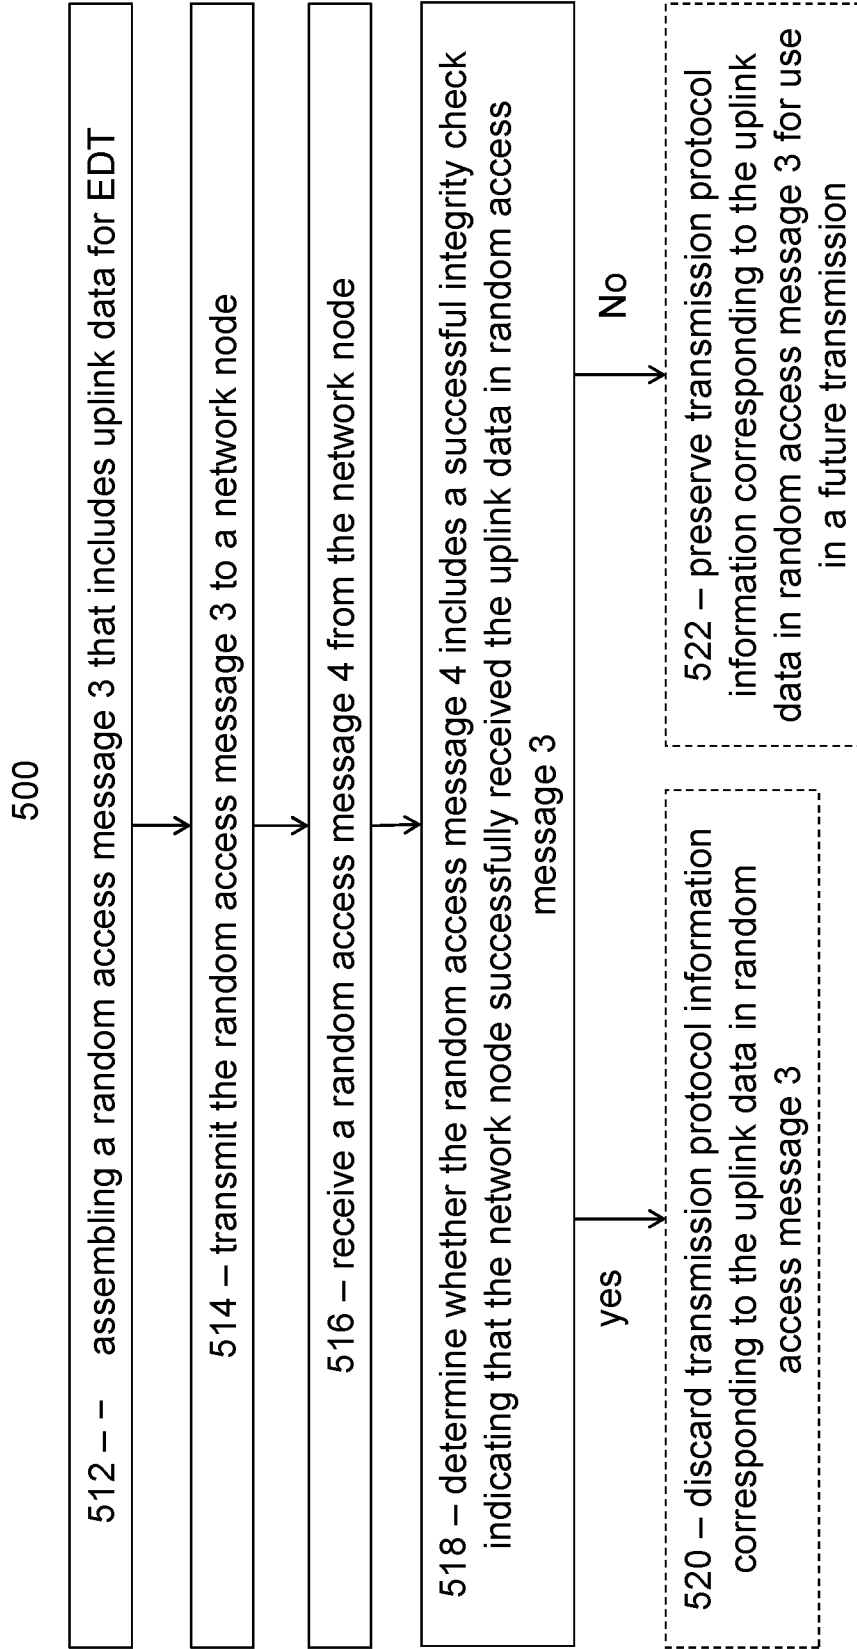 500
512 – – assembling a random access message 3 that includes uplink data for EDT
514 – transmit the random access message 3 to a network node
516 – receive a random access message 4 from the network node
518 – determine whether the random access message 4 includes a successful integrity check
indicating that the network node successfully received the uplink data in random access
message 3
yes
No
520 – discard transmission protocol information
corresponding to the uplink data in random
access message 3
522 – preserve transmission protocol
information corresponding to the uplink
data in random access message 3 for use
in a future transmission